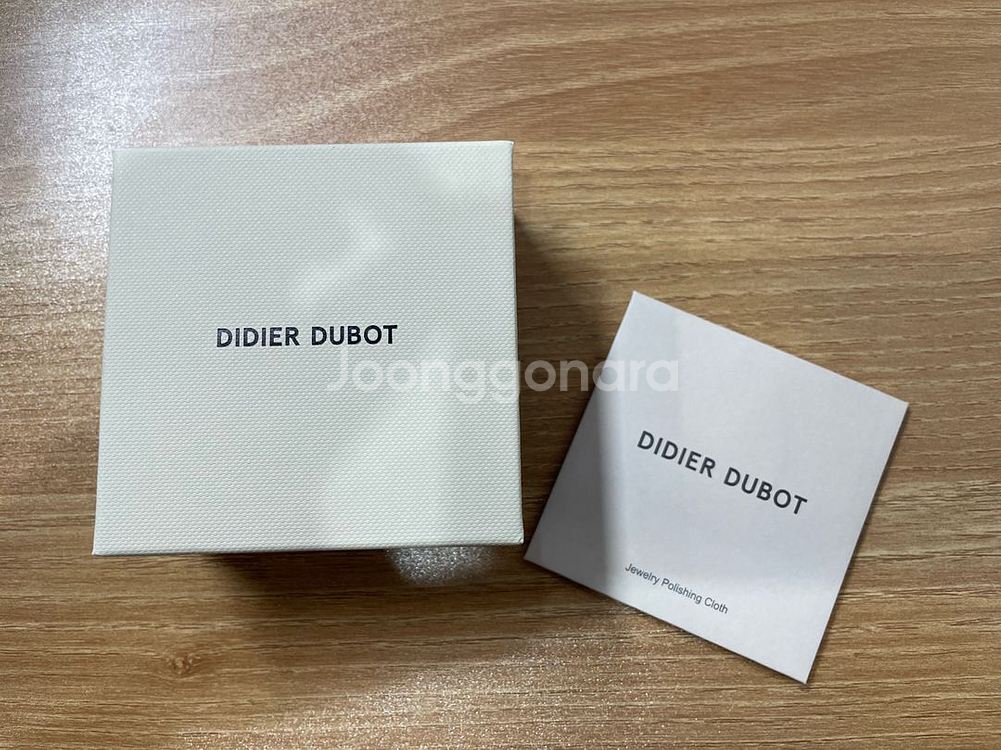 DIDIER DUBOT
Joonggonara
DIDIER DUBOT
Jewelry Polishing Cloth